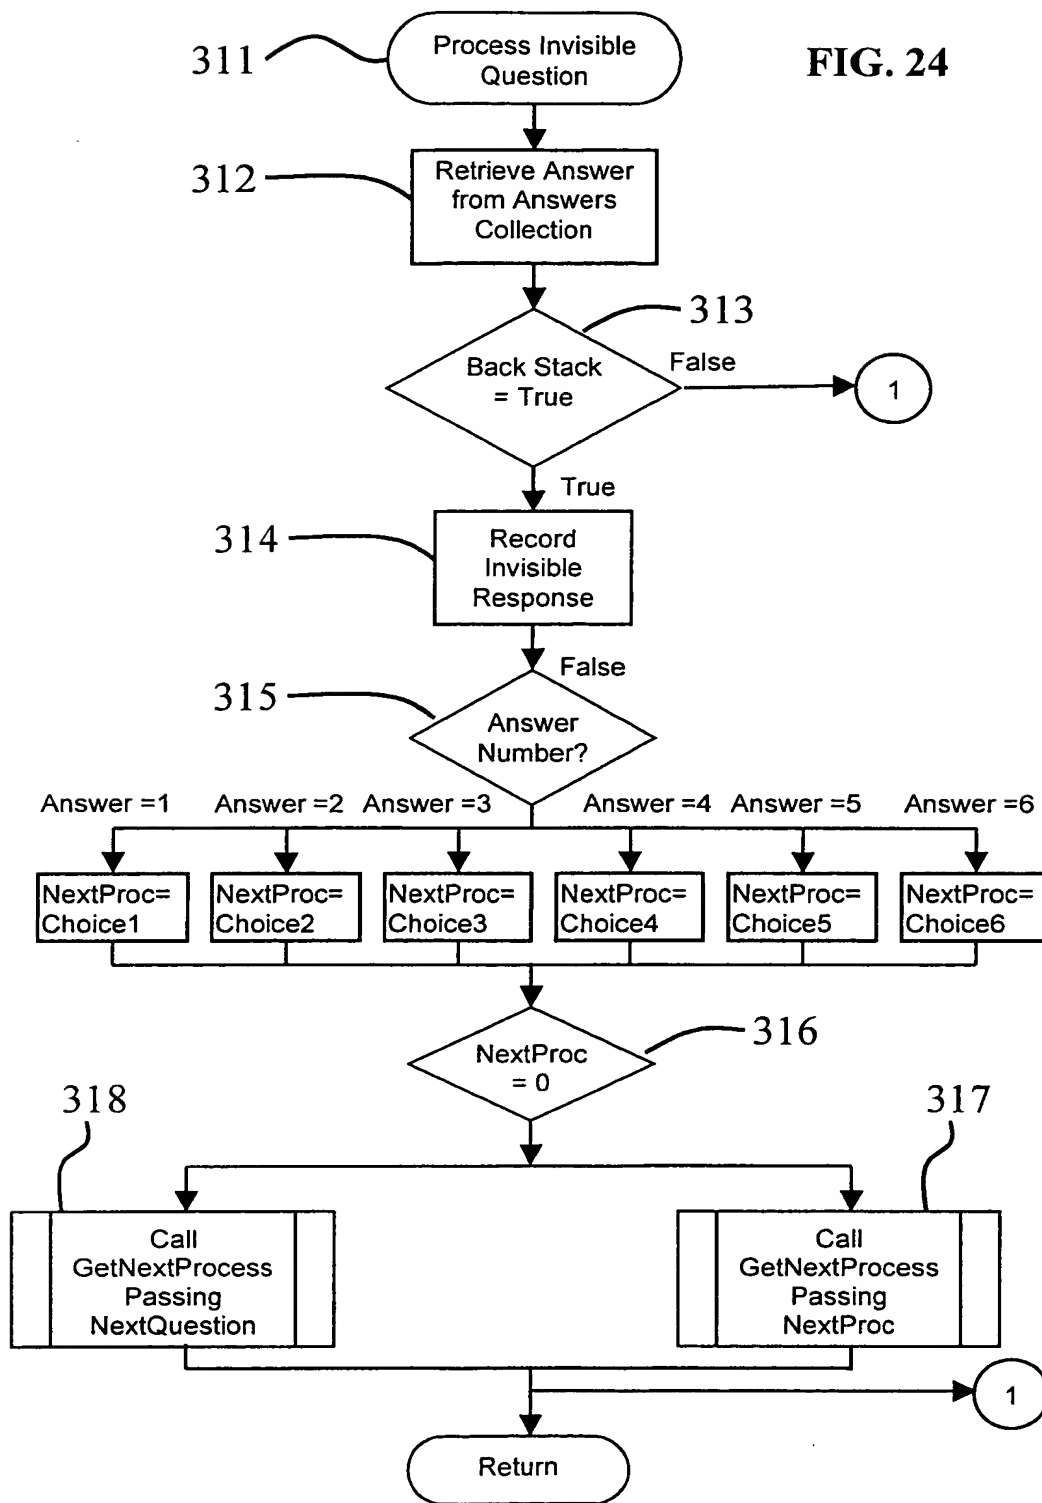 311
Process Invisible
Question
FIG. 24
312
Retrieve Answer
from Answers
Collection
313
Back Stack
= True
False
1
True
314
Record
Invisible
Response
False
315
Answer
Number?
Answer =1 Answer =2 Answer =3 Answer =4 Answer =5 Answer =6
NextProc= NextProc= NextProc= NextProc= NextProc= NextProc=
Choice1 Choice2 Choice3 Choice4 Choice5 Choice6
316
NextProc
= 0
318
317
Call
GetNextProcess
Passing
NextQuestion
Call
GetNextProcess
Passing
NextProc
1
Return